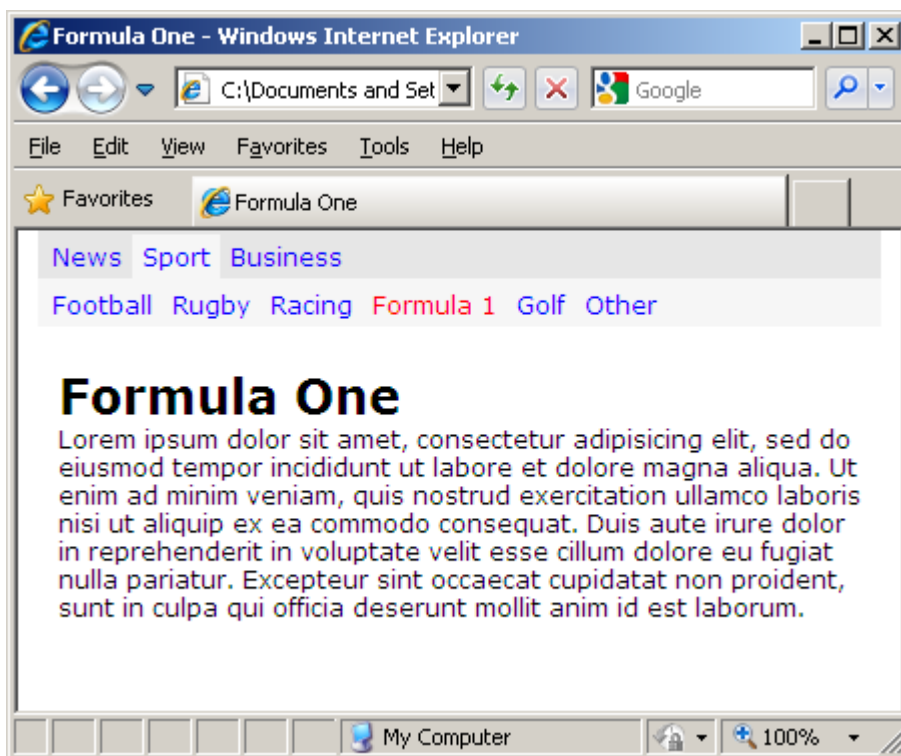 Formula One - Windows Internet Explorer
C:\Documents and Set Google
File Edit View Favorites Tools Help
Favorites Formula One
News Sport Business
Football Rugby Racing Formula 1 Golf Other
Formula One
Lorem ipsum dolor sit amet, consectetur adipisicing elit, sed do
eiusmod tempor incididunt ut labore et dolore magna aliqua. Ut
enim ad minim veniam, quis nostrud exercitation ullamco laboris
nisi ut aliquip ex ea commodo consequat. Duis aute irure dolor
in reprehenderit in voluptate velit esse cillum dolore eu fugiat
nulla pariatur. Excepteur sint occaecat cupidatat non proident,
sunt in culpa qui officia deserunt mollit anim id est laborum.
My Computer 100%